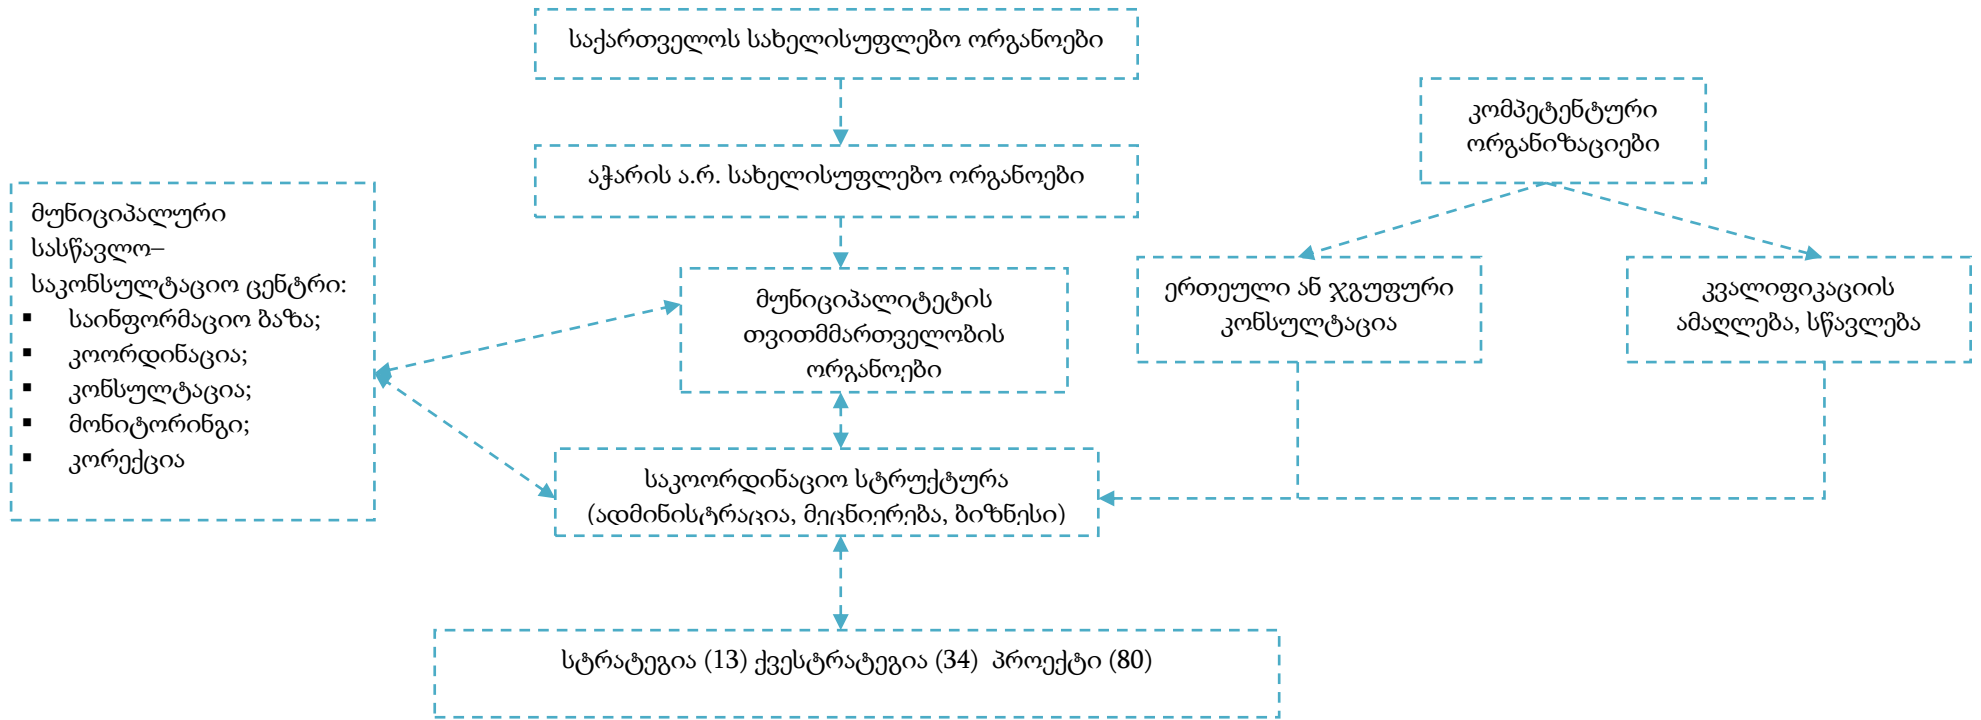 საქართველოს სახელისუფლებო ორგანოები
კომპეტენტური
ორგანიზაციები
აჭარის ა.რ. სახელისუფლებო ორგანოები
მუნიციპალური
სასწავლო–
საკონსულტაციო ცენტრი:
▪ საინფორმაციო ბაზა;
▪ კოორდინაცია;
▪ კონსულტაცია;
▪ მონიტორინგი;
▪ კორექცია
მუნიციპალიტეტის
თვითმმართველობის
ორგანოები
ერთეული ან ჯგუფური
კონსულტაცია
კვალიფიკაციის
ამაღლება, სწავლება
საკოორდინაციო სტრუქტურა
(ადმინისტრაცია, მეცნიერება, ბიზნესი)
სტრატეგია (13) ქვესტრატეგია (34) პროექტი (80)